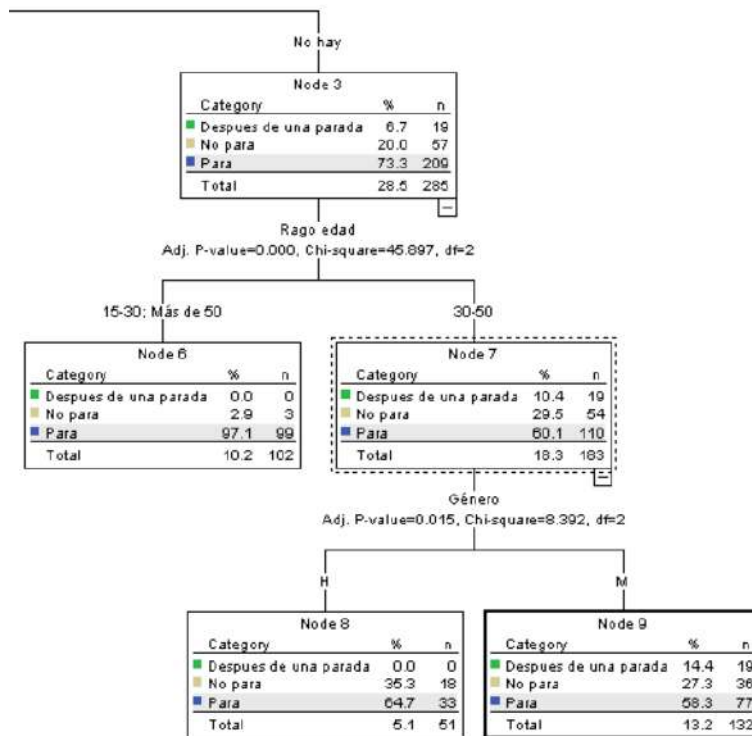 No hay
Node 3
Category % n
Despues de una parada 6.7 19
No para 20.0 57
Para 73.3 209
Total 28.5 285
Rago edad
Adj. P-value=0.000, Chi-square=45.897, df=2
15-30; Más de 50
30-50
Node 6
Category % n
Despues de una parada 0.0 0
No para 2.9 3
Para 97.1 99
Total 10.2 102
Node 7
Category % n
Despues de una parada 10.4 19
No para 29.5 54
Para 60.1 110
Total 18.3 183
Género
Adj. P-value=0.015, Chi-square=8.392, df=2
H
M
Node 8
Category % n
Despues de una parada 0.0 0
No para 35.3 18
Para 64.7 33
Total 5.1 51
Node 9
Category % n
Despues de una parada 14.4 19
No para 27.3 36
Para 58.3 77
Total 13.2 132